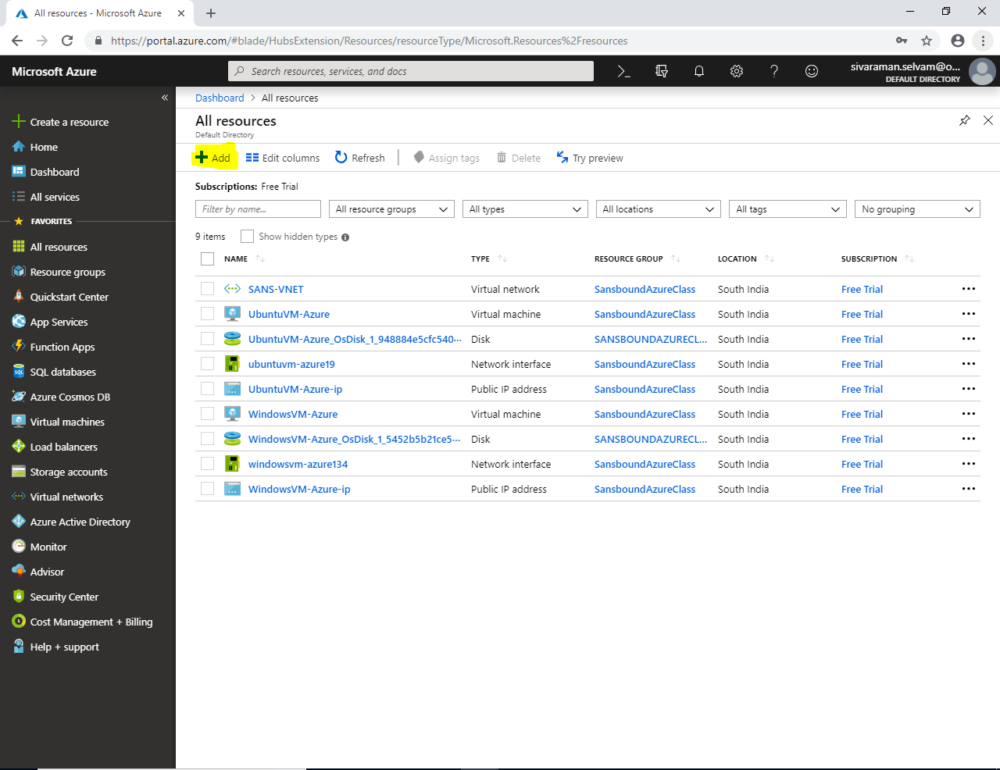 All resources - Microsoft Azure
https://portal.azure.com/#blade/HubsExtension/Resources/resourceType/Microsoft.Resources%2Fresources
Microsoft Azure
Search resources, services, and docs
sivaraman.selvam@o...
DEFAULT DIRECTORY
Dashboard > All resources
All resources
Default Directory
Add Edit columns Refresh Assign tags Delete Try preview
Subscriptions: Free Trial
Filter by name... All resource groups All types All locations All tags No grouping
9 items Show hidden types
NAME TYPE RESOURCE GROUP LOCATION SUBSCRIPTION
SANS-VNET Virtual network SansboundAzureClass South India Free Trial
UbuntuVM-Azure Virtual machine SansboundAzureClass South India Free Trial
UbuntuVM-Azure_OsDisk_1_948884e5cfc540... Disk SANSBOUNDAZURECL... South India Free Trial
ubuntuvm-azure19 Network interface SansboundAzureClass South India Free Trial
UbuntuVM-Azure-ip Public IP address SansboundAzureClass South India Free Trial
WindowsVM-Azure Virtual machine SansboundAzureClass South India Free Trial
WindowsVM-Azure_OsDisk_1_5452b5b21ce5... Disk SANSBOUNDAZURECL... South India Free Trial
windowsvm-azure134 Network interface SansboundAzureClass South India Free Trial
WindowsVM-Azure-ip Public IP address SansboundAzureClass South India Free Trial
Create a resource
Home
Dashboard
All services
FAVORITES
All resources
Resource groups
Quickstart Center
App Services
Function Apps
SQL databases
Azure Cosmos DB
Virtual machines
Load balancers
Storage accounts
Virtual networks
Azure Active Directory
Monitor
Advisor
Security Center
Cost Management + Billing
Help + support